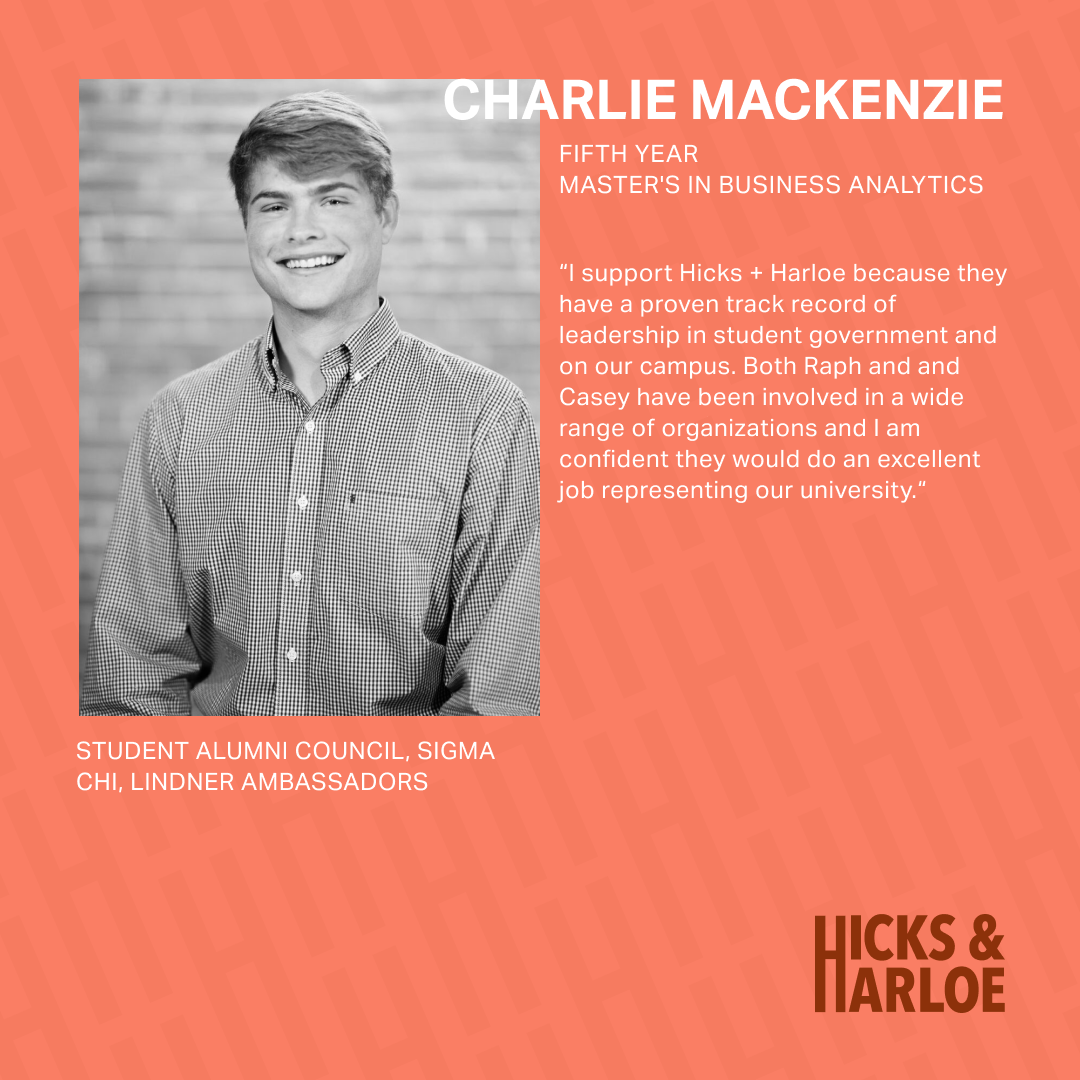 CHARLIE MACKENZIE
FIFTH YEAR
MASTER'S IN BUSINESS ANALYTICS
“I support Hicks + Harloe because they
have a proven track record of
leadership in student government and
on our campus. Both Raph and and
Casey have been involved in a wide
range of organizations and I am
confident they would do an excellent
job representing our university.“
STUDENT ALUMNI COUNCIL, SIGMA
CHI, LINDNER AMBASSADORS
HICKS &
HARLOE